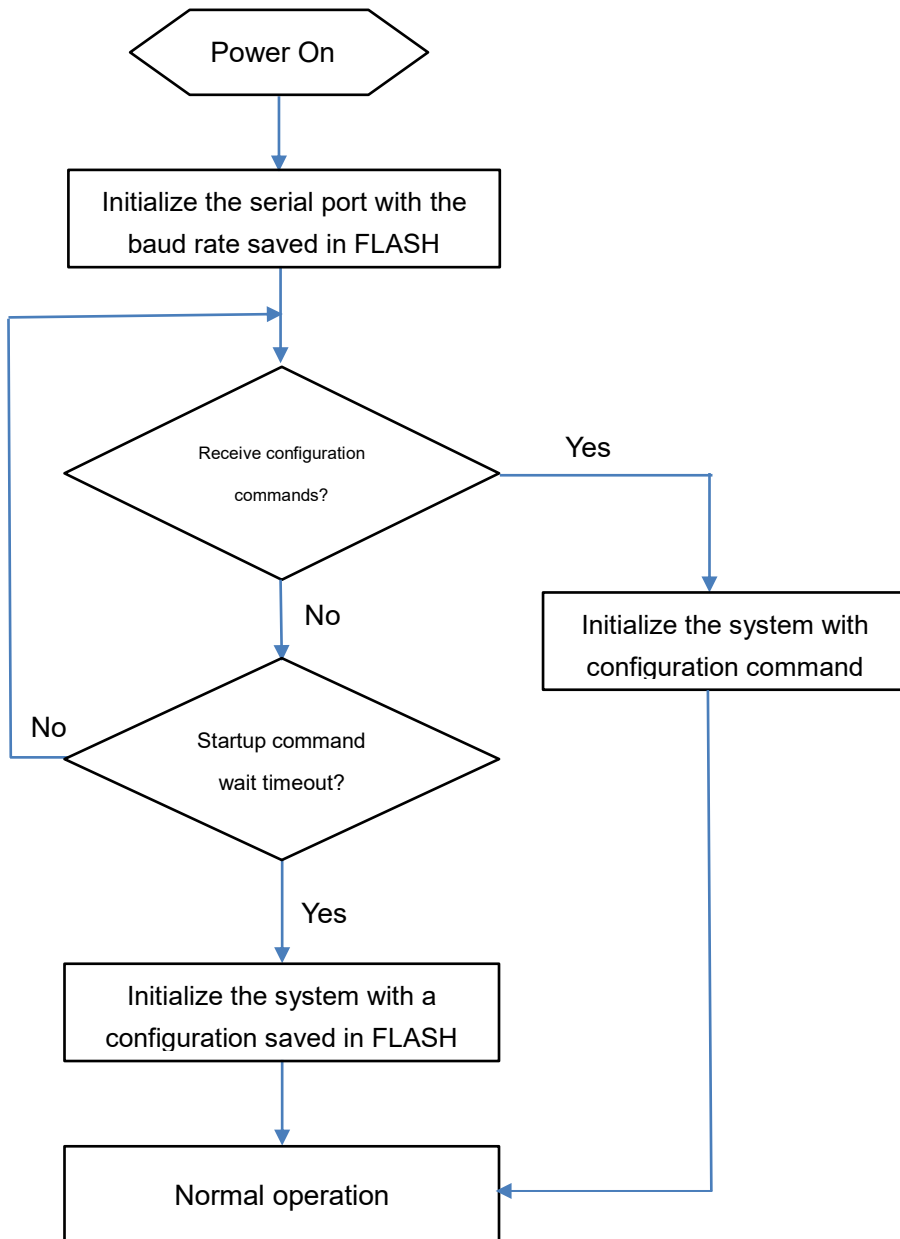 Power On
Initialize the serial port with the
baud rate saved in FLASH
Receive configuration
commands?
Yes
No
Initialize the system with
configuration command
No
Startup command
wait timeout?
Yes
Initialize the system with a
configuration saved in FLASH
Normal operation